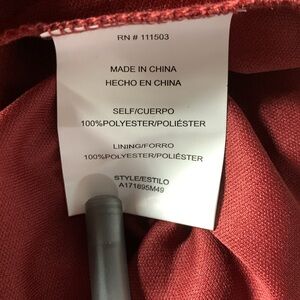 RN # 111503
MADE IN CHINA
HECHO EN CHINA
SELF/CUERPO
100%POLYESTER/POLIÉSTER
LINING/FORRO
100%POLYESTER/POLIÉSTER
STYLE/ESTILO
A171895M49